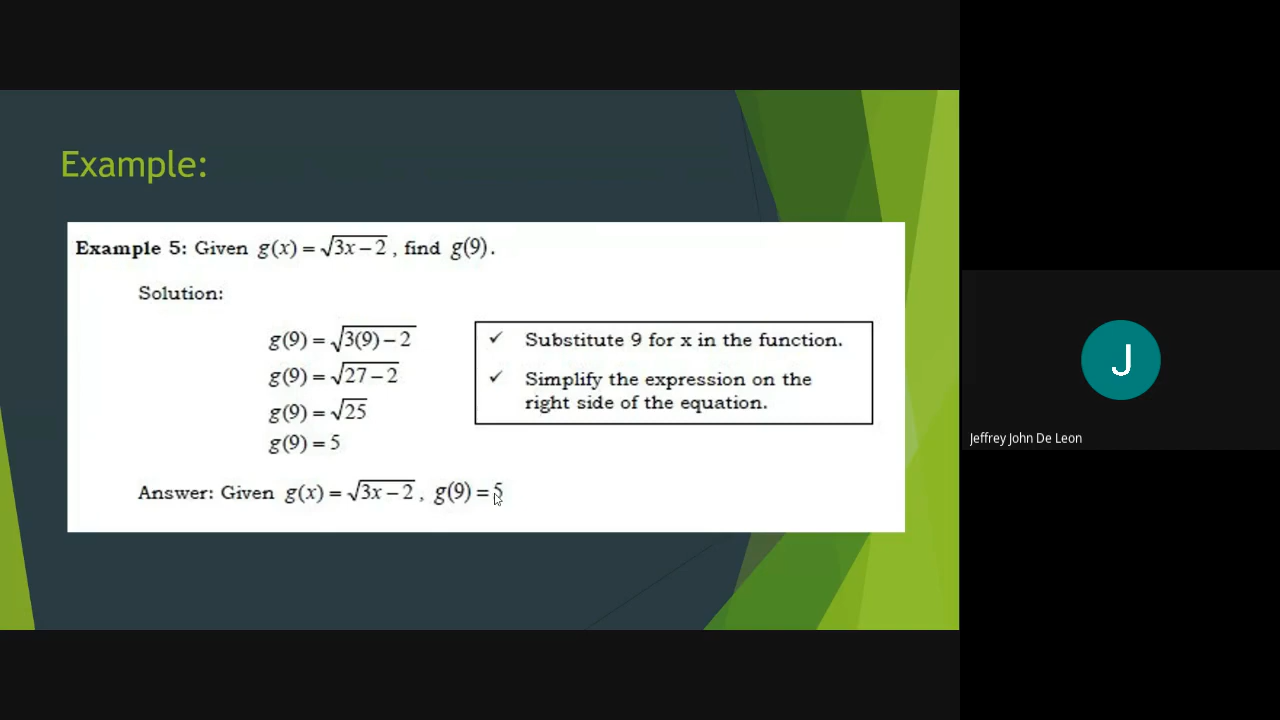 Example:
Example 5: Given g(x) = √3x − 2 , find g(9).
Solution:
g(9) = √3(9) − 2
g(9) = √27 − 2
g(9) = √25
g(9) = 5
✓ Substitute 9 for x in the function.
✓ Simplify the expression on the
right side of the equation.
Answer: Given g(x) = √3x − 2 , g(9) = 5
J
Jeffrey John De Leon